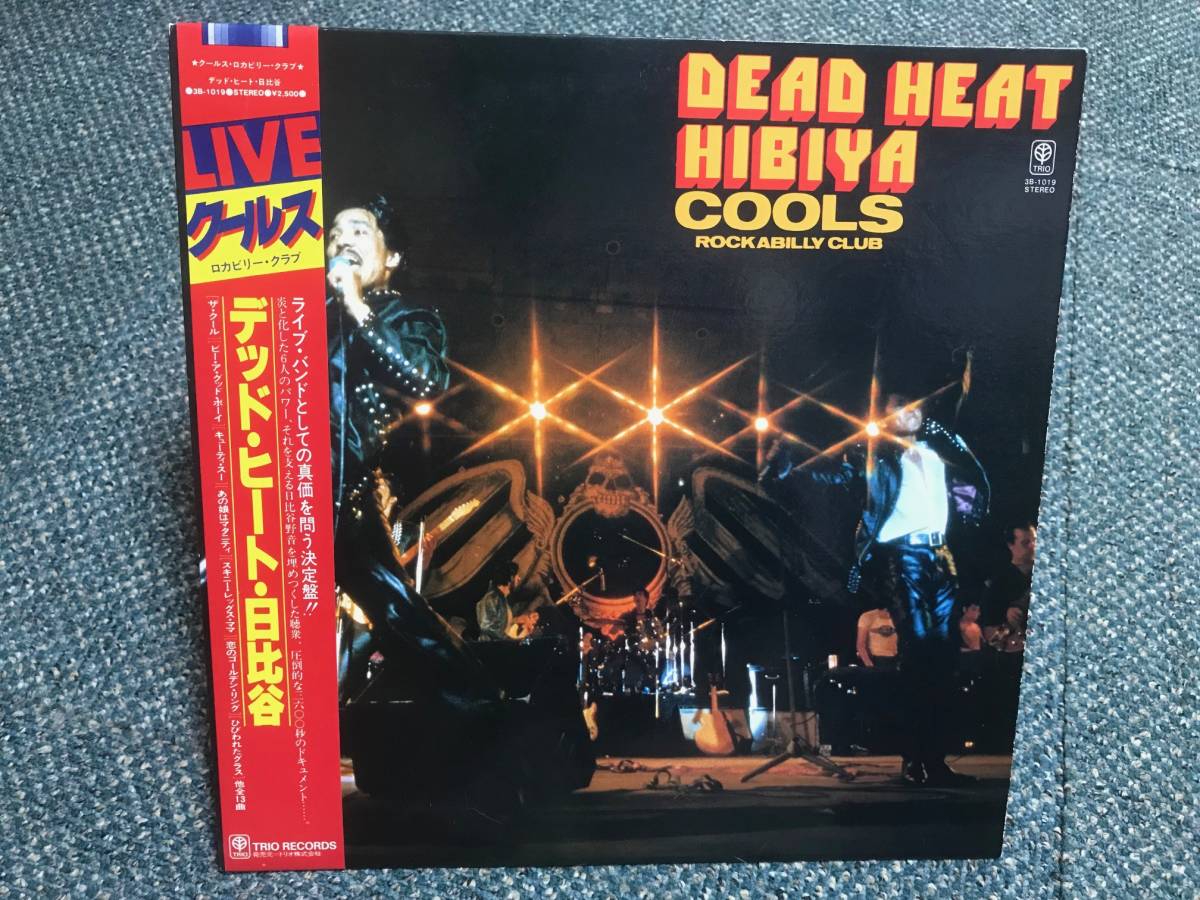 ★クールス・ロカビリー・クラブ★
デッド・ヒート・日比谷
●3B-1019●STEREO●¥2,500●
LIVE
クールス
ロカビリー・クラブ
ライブ・バンドとしての真価を問う決定盤!!
炎と化した6人のパワー、それを支える日比谷野音を埋めつくした聴衆、圧倒的な三六〇〇秒のドキュメント……。
デッド・ヒート・日比谷
ザ・クール
ビー・ア・グッド・ボーイ
キューティ・スー
あの娘はマタニティ
スキニー・レッグス・ママ
恋のゴールデン・リング
ひびわれたグラス
他全13曲
TRIO
TRIO RECORDS
発売元=トリオ株式会社
DEAD HEAT
HIBIYA
COOLS
ROCKABILLY CLUB
TRIO
3B-1019
STEREO